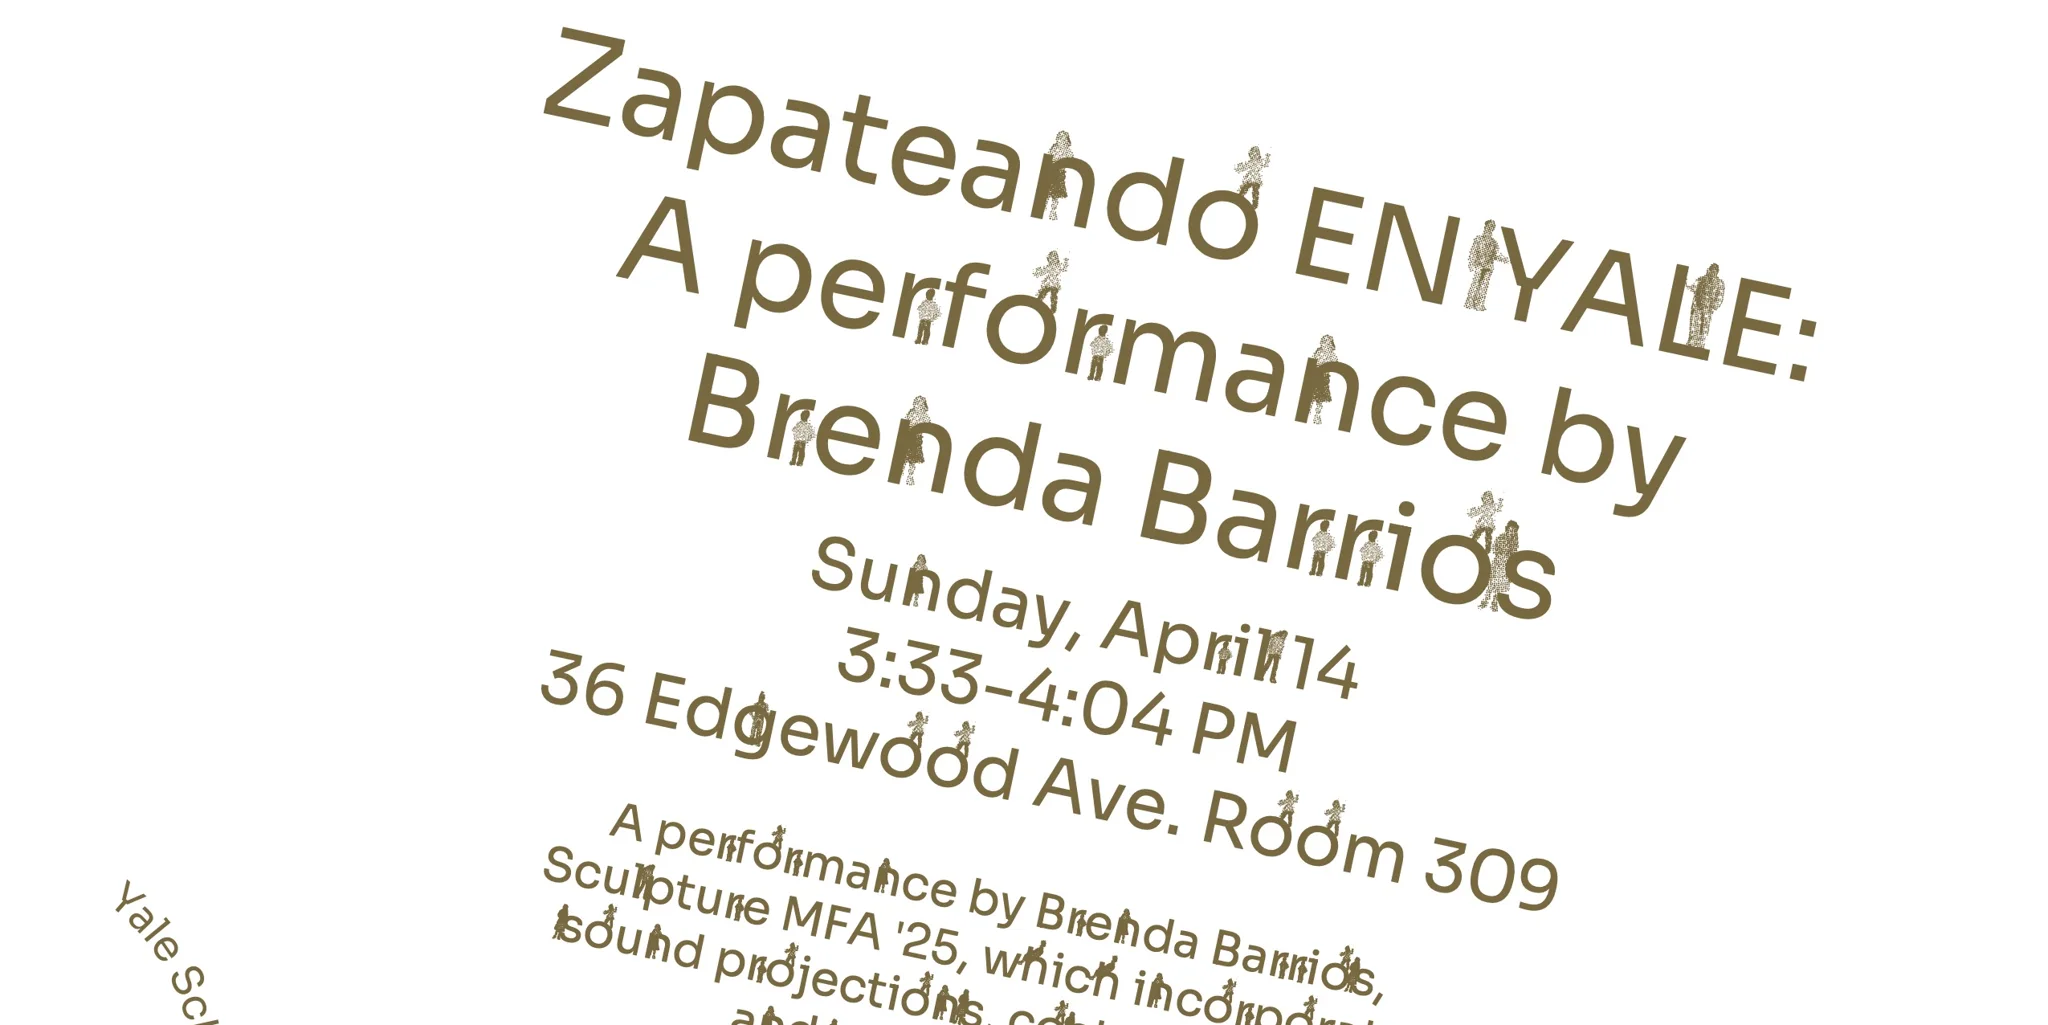 Zapateando EN YALE:
A performance by
Brenda Barrios
Sunday, April 14
3:33–4:04 PM
36 Edgewood Ave. Room 309
A performance by Brenda Barrios,
Sculpture MFA '25, which
sound projections,
Yale